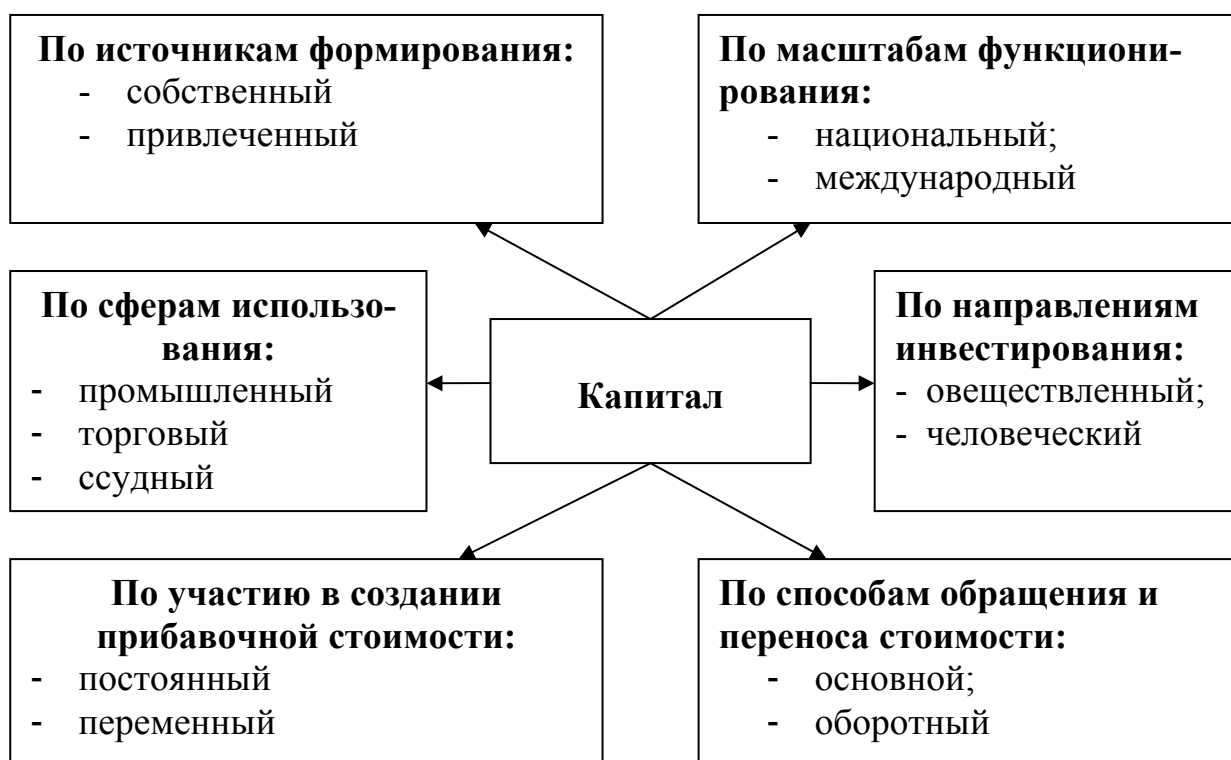 По источникам формирования:
- собственный
- привлеченный
По масштабам функциони-
рования:
- национальный;
- международный
По сферам использо-
вания:
- промышленный
- торговый
- ссудный
Капитал
По направлениям
инвестирования:
- овеществленный;
- человеческий
По участию в создании
прибавочной стоимости:
- постоянный
- переменный
По способам обращения и
переноса стоимости:
- основной;
- оборотный